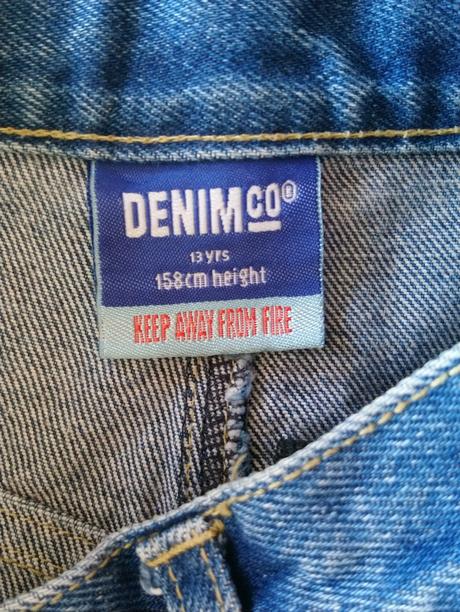 DENIMCO®
13 yrs
158cm height
KEEP AWAY FROM FIRE